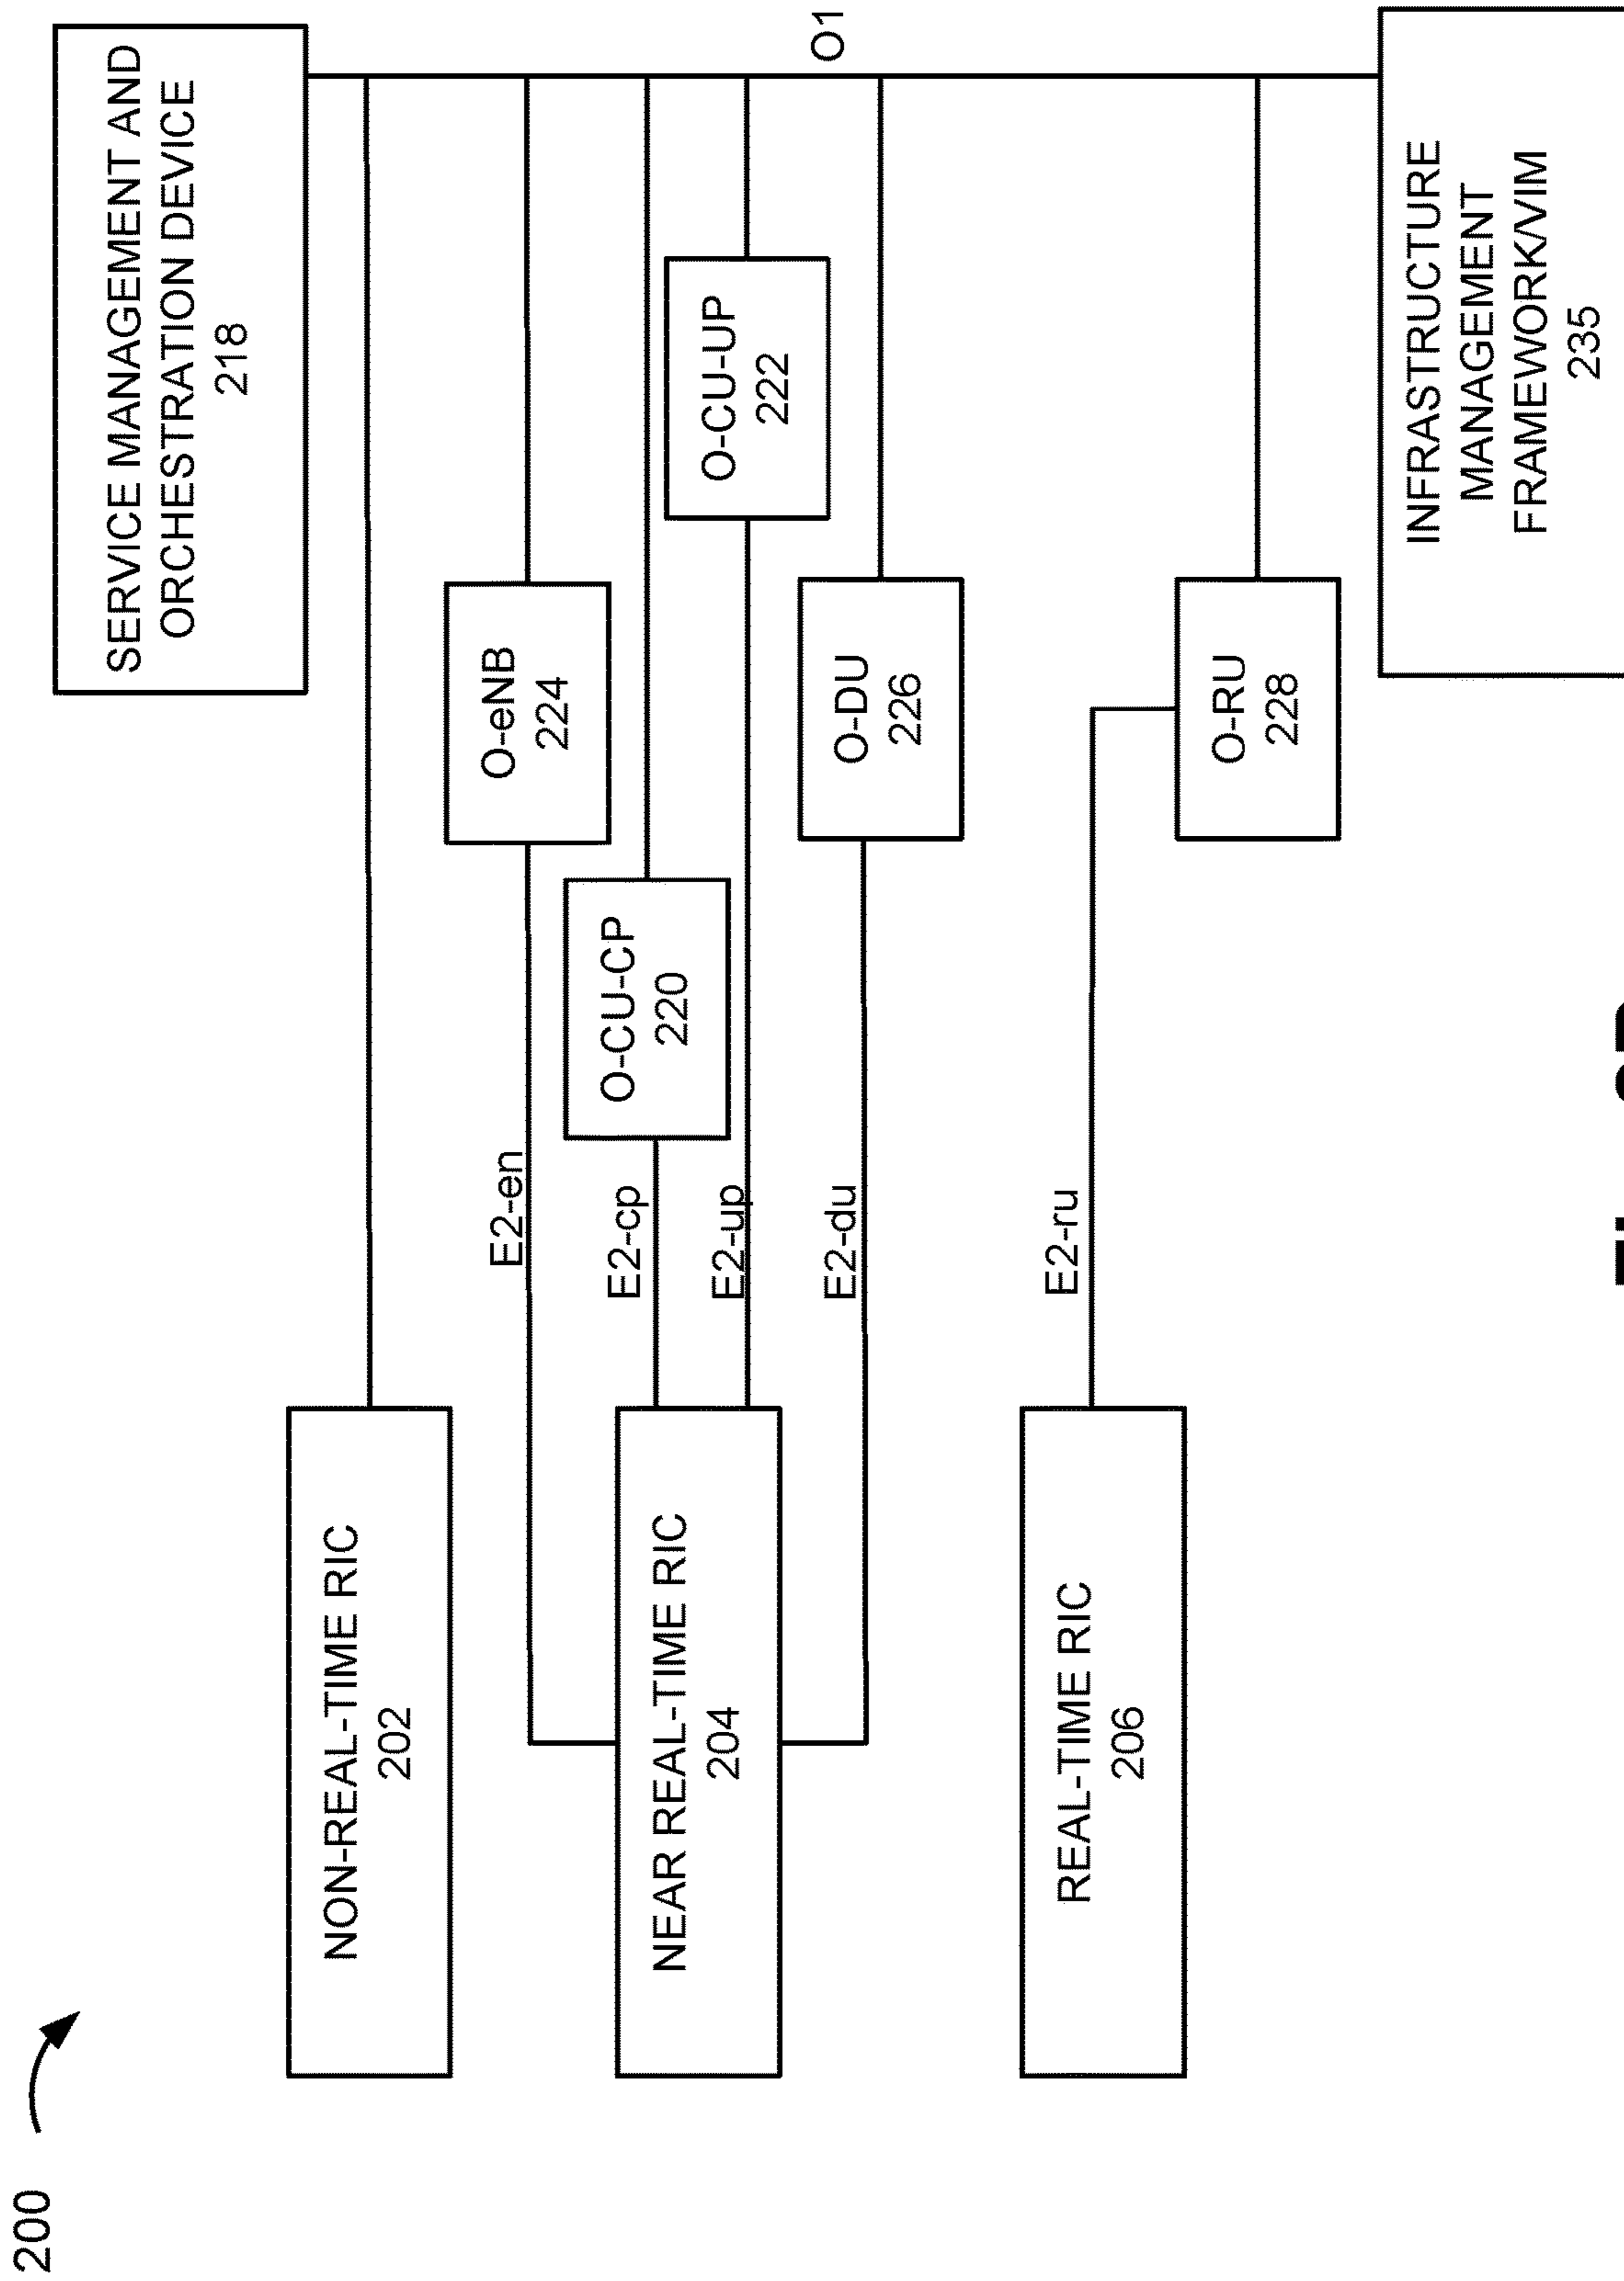 200
SERVICE MANAGEMENT AND
ORCHESTRATION DEVICE
218
NON-REAL-TIME RIC
202
O-eNB
224
E2-en
O-CU-CP
220
E2-cp
O-CU-UP
222
E2-up
NEAR REAL-TIME RIC
204
O1
O-DU
226
E2-du
E2-ru
REAL-TIME RIC
206
O-RU
228
INFRASTRUCTURE
MANAGEMENT
FRAMEWORK/VIM
235